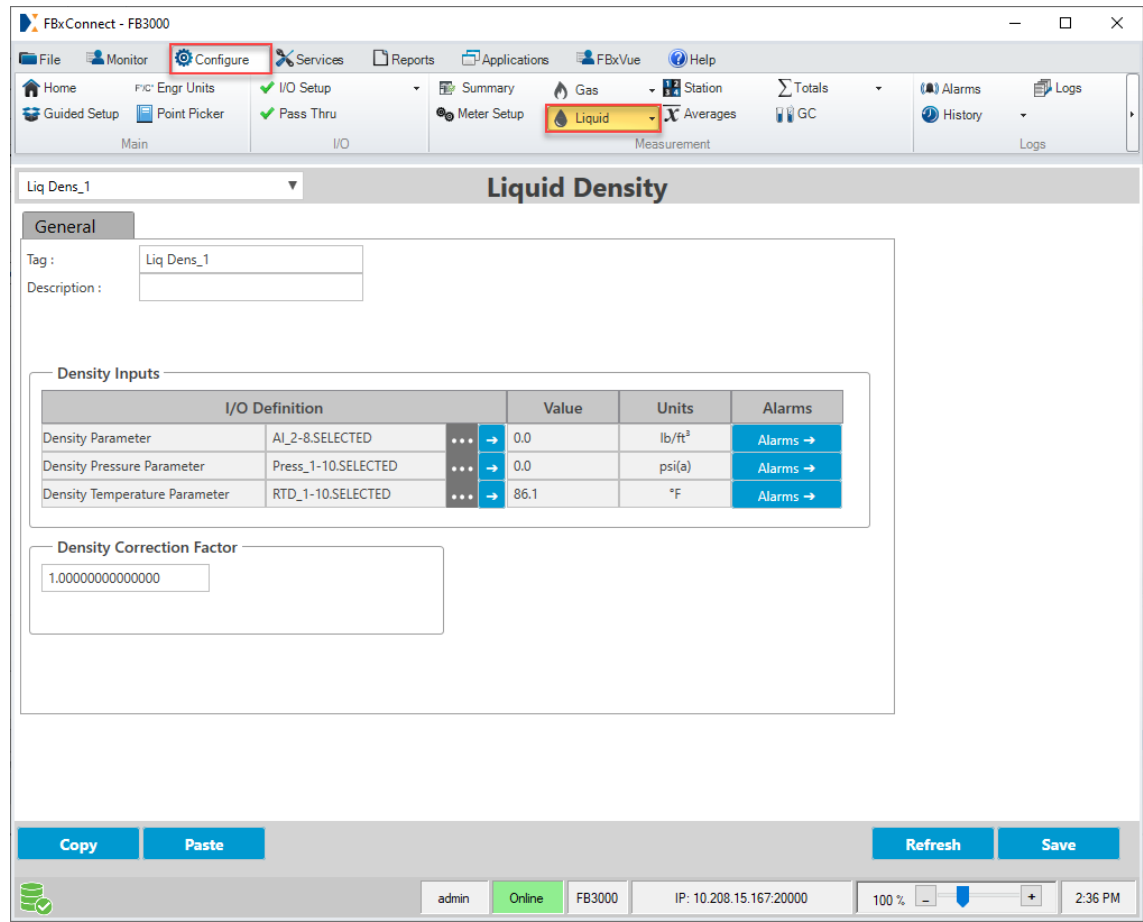 FBxConnect - FB3000
File Monitor Configure Services Reports Applications FBxVue Help
Home Engr Units I/O Setup Summary Gas Station Totals Alarms Logs
Guided Setup Point Picker Pass Thru Meter Setup Liquid Averages GC History
Main I/O Measurement Logs
Liq Dens_1 Liquid Density
General
Tag : Liq Dens_1
Description :
Density Inputs
I/O Definition Value Units Alarms
Density Parameter AI_2-8.SELECTED ... → 0.0 lb/ft³ Alarms →
Density Pressure Parameter Press_1-10.SELECTED ... → 0.0 psi(a) Alarms →
Density Temperature Parameter RTD_1-10.SELECTED ... → 86.1 °F Alarms →
Density Correction Factor
1.00000000000000
Copy Paste Refresh Save
admin Online FB3000 IP: 10.208.15.167:20000 100 % - + 2:36 PM